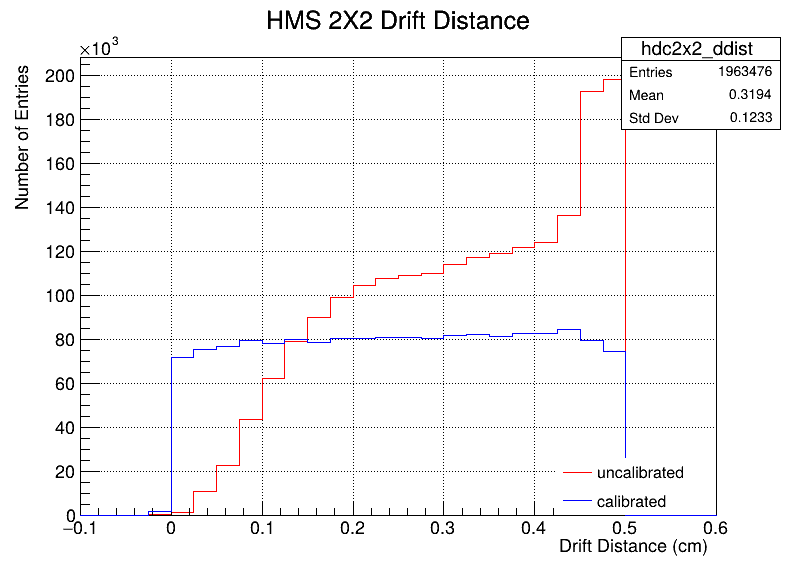 HMS 2X2 Drift Distance
×10³
hdc2x2_ddist
Entries 1963476
Mean 0.3194
Std Dev 0.1233
Number of Entries
200
180
160
140
120
100
80
60
40
20
0
uncalibrated
calibrated
−0.1 0 0.1 0.2 0.3 0.4 0.5 0.6
Drift Distance (cm)